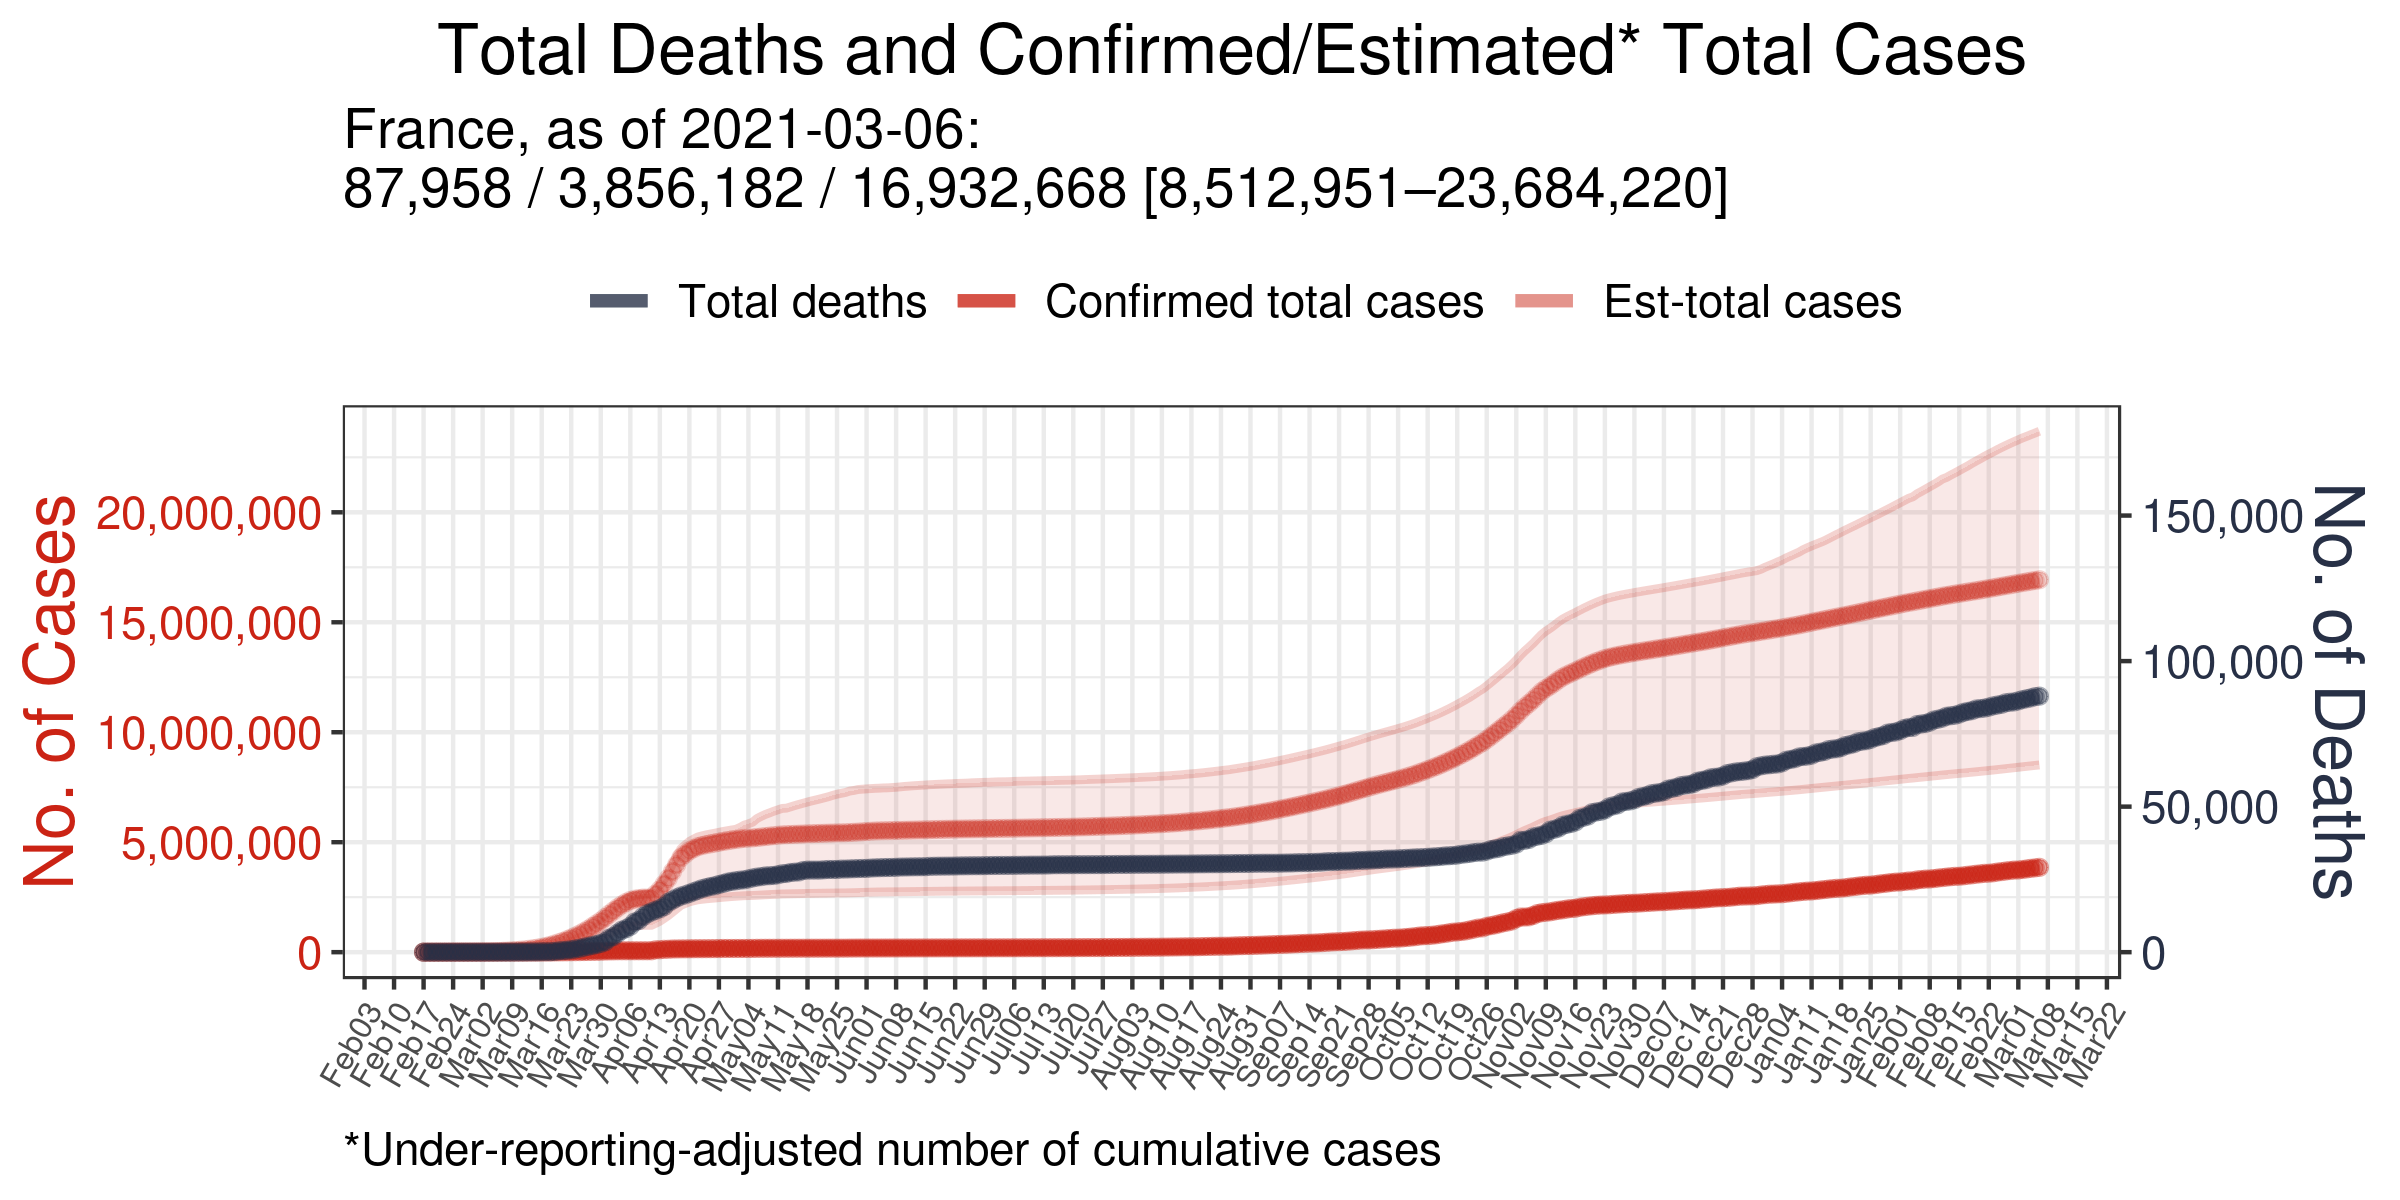 Total Deaths and Confirmed/Estimated* Total Cases
France, as of 2021-03-06:
87,958 / 3,856,182 / 16,932,668 [8,512,951–23,684,220]
Total deaths
Confirmed total cases
Est-total cases
No. of Cases
20,000,000
15,000,000
10,000,000
5,000,000
0
150,000
100,000
50,000
0
No. of Deaths
Feb03
Feb10
Feb17
Feb24
Mar02
Mar09
Mar16
Mar23
Mar30
Apr06
Apr13
Apr20
Apr27
May04
May11
May18
May25
Jun01
Jun08
Jun15
Jun22
Jun29
Jul06
Jul13
Jul20
Jul27
Aug03
Aug10
Aug17
Aug24
Aug31
Sep07
Sep14
Sep21
Sep28
Oct05
Oct12
Oct19
Oct26
Nov02
Nov09
Nov16
Nov23
Nov30
Dec07
Dec14
Dec21
Dec28
Jan04
Jan11
Jan18
Jan25
Feb01
Feb08
Feb15
Feb22
Mar01
Mar08
Mar15
Mar22
*Under-reporting-adjusted number of cumulative cases